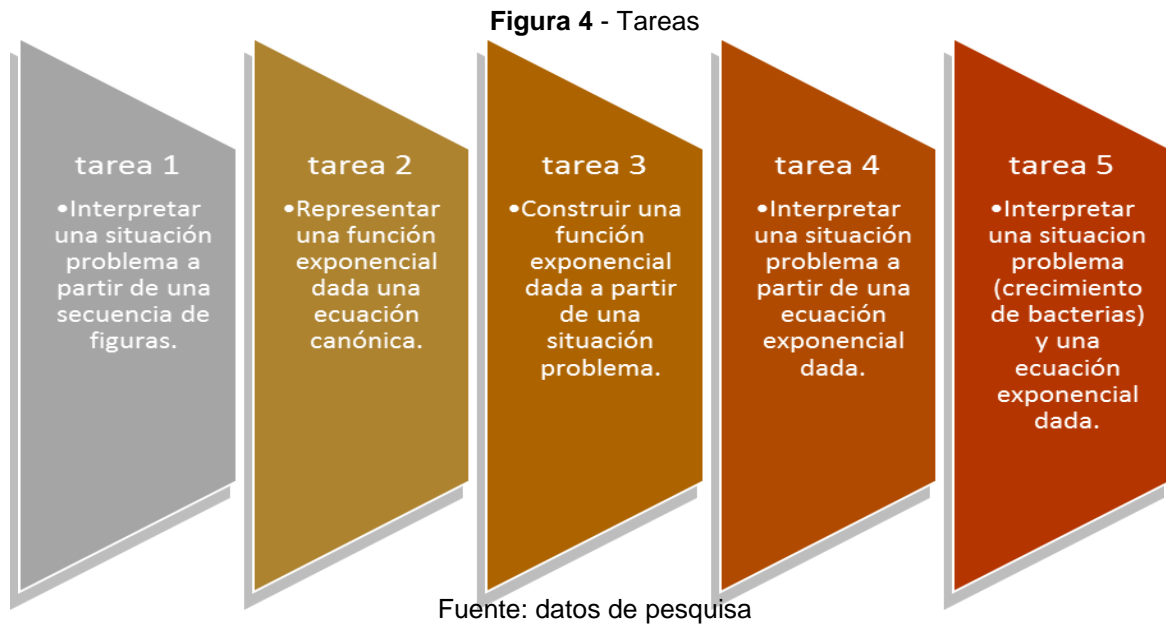 Figura 4 - Tareas
tarea 1
•Interpretar
una situación
problema a
partir de una
secuencia de
figuras.
tarea 2
•Representar
una función
exponencial
dada una
ecuación
canónica.
tarea 3
•Construir una
función
exponencial
dada a partir
de una
situación
problema.
tarea 4
•Interpretar
una situación
problema a
partir de una
ecuación
exponencial
dada.
tarea 5
•Interpretar
una situacion
problema
(crecimiento
de bacterias)
y una
ecuación
exponencial
dada.
Fuente: datos de pesquisa